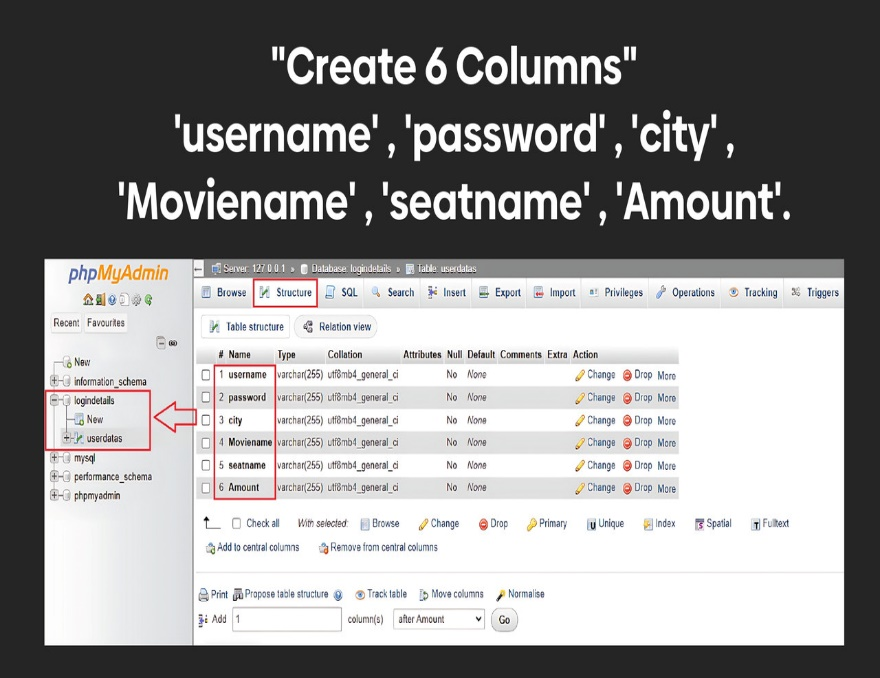 "Create 6 Columns"
'username' , 'password' , 'city' ,
'Moviename' , 'seatname' , 'Amount'.
phpMyAdmin
Recent Favourites
New
information_schema
logindetails
New
userdatas
mysql
performance_schema
phpmyadmin
Server: 127.0.0.1 » Database: logindetails » Table: userdatas
Browse Structure SQL Search Insert Export Import Privileges Operations Tracking Triggers
Table structure Relation view
# Name Type Collation Attributes Null Default Comments Extra Action
1 username varchar(255) utf8mb4_general_ci No None Change Drop More
2 password varchar(255) utf8mb4_general_ci No None Change Drop More
3 city varchar(255) utf8mb4_general_ci No None Change Drop More
4 Moviename varchar(255) utf8mb4_general_ci No None Change Drop More
5 seatname varchar(255) utf8mb4_general_ci No None Change Drop More
6 Amount varchar(255) utf8mb4_general_ci No None Change Drop More
Check all With selected: Browse Change Drop Primary Unique Index Spatial Fulltext
Add to central columns Remove from central columns
Print Propose table structure Track table Move columns Normalise
Add 1 column(s) after Amount Go